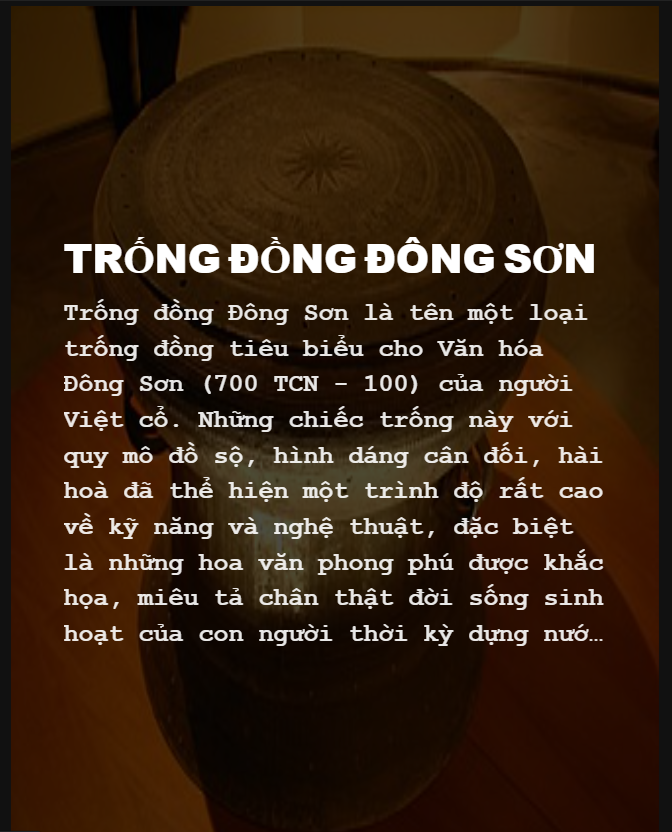 TRỐNG ĐỒNG ĐÔNG SƠN
Trống đồng Đông Sơn là tên một loại
trống đồng tiêu biểu cho Văn hóa
Đông Sơn (700 TCN – 100) của người
Việt cổ. Những chiếc trống này với
quy mô đồ sộ, hình dáng cân đối, hài
hoà đã thể hiện một trình độ rất cao
về kỹ năng và nghệ thuật, đặc biệt
là những hoa văn phong phú được khắc
họa, miêu tả chân thật đời sống sinh
hoạt của con người thời kỳ dựng nướ…